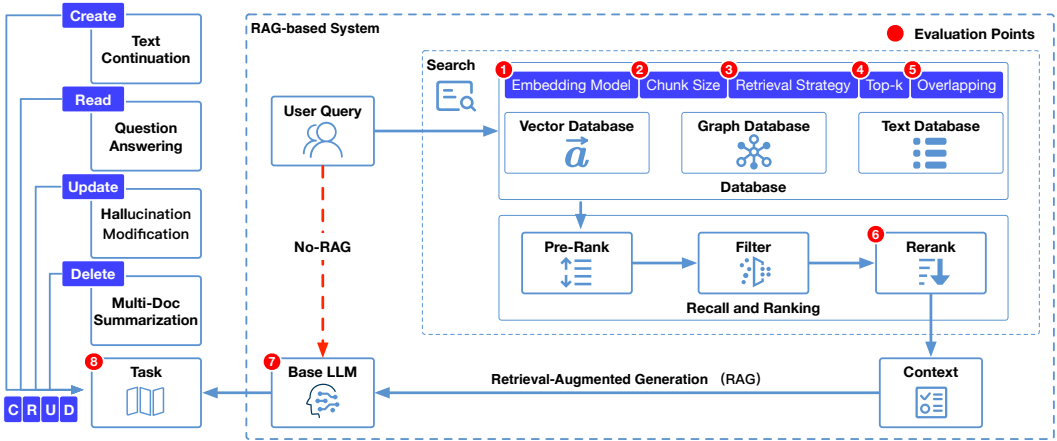 Create
Text
Continuation
Read
Question
Answering
Update
Hallucination
Modification
Delete
Multi-Doc
Summarization
8
Task
C R U D
RAG-based System
Evaluation Points
User Query
No-RAG
7
Base LLM
Search
1 Embedding Model 2 Chunk Size 3 Retrieval Strategy 4 Top-k 5 Overlapping
Vector Database
a
Graph Database
Text Database
Database
Pre-Rank
Filter
6
Rerank
Recall and Ranking
Context
Retrieval-Augmented Generation （RAG）